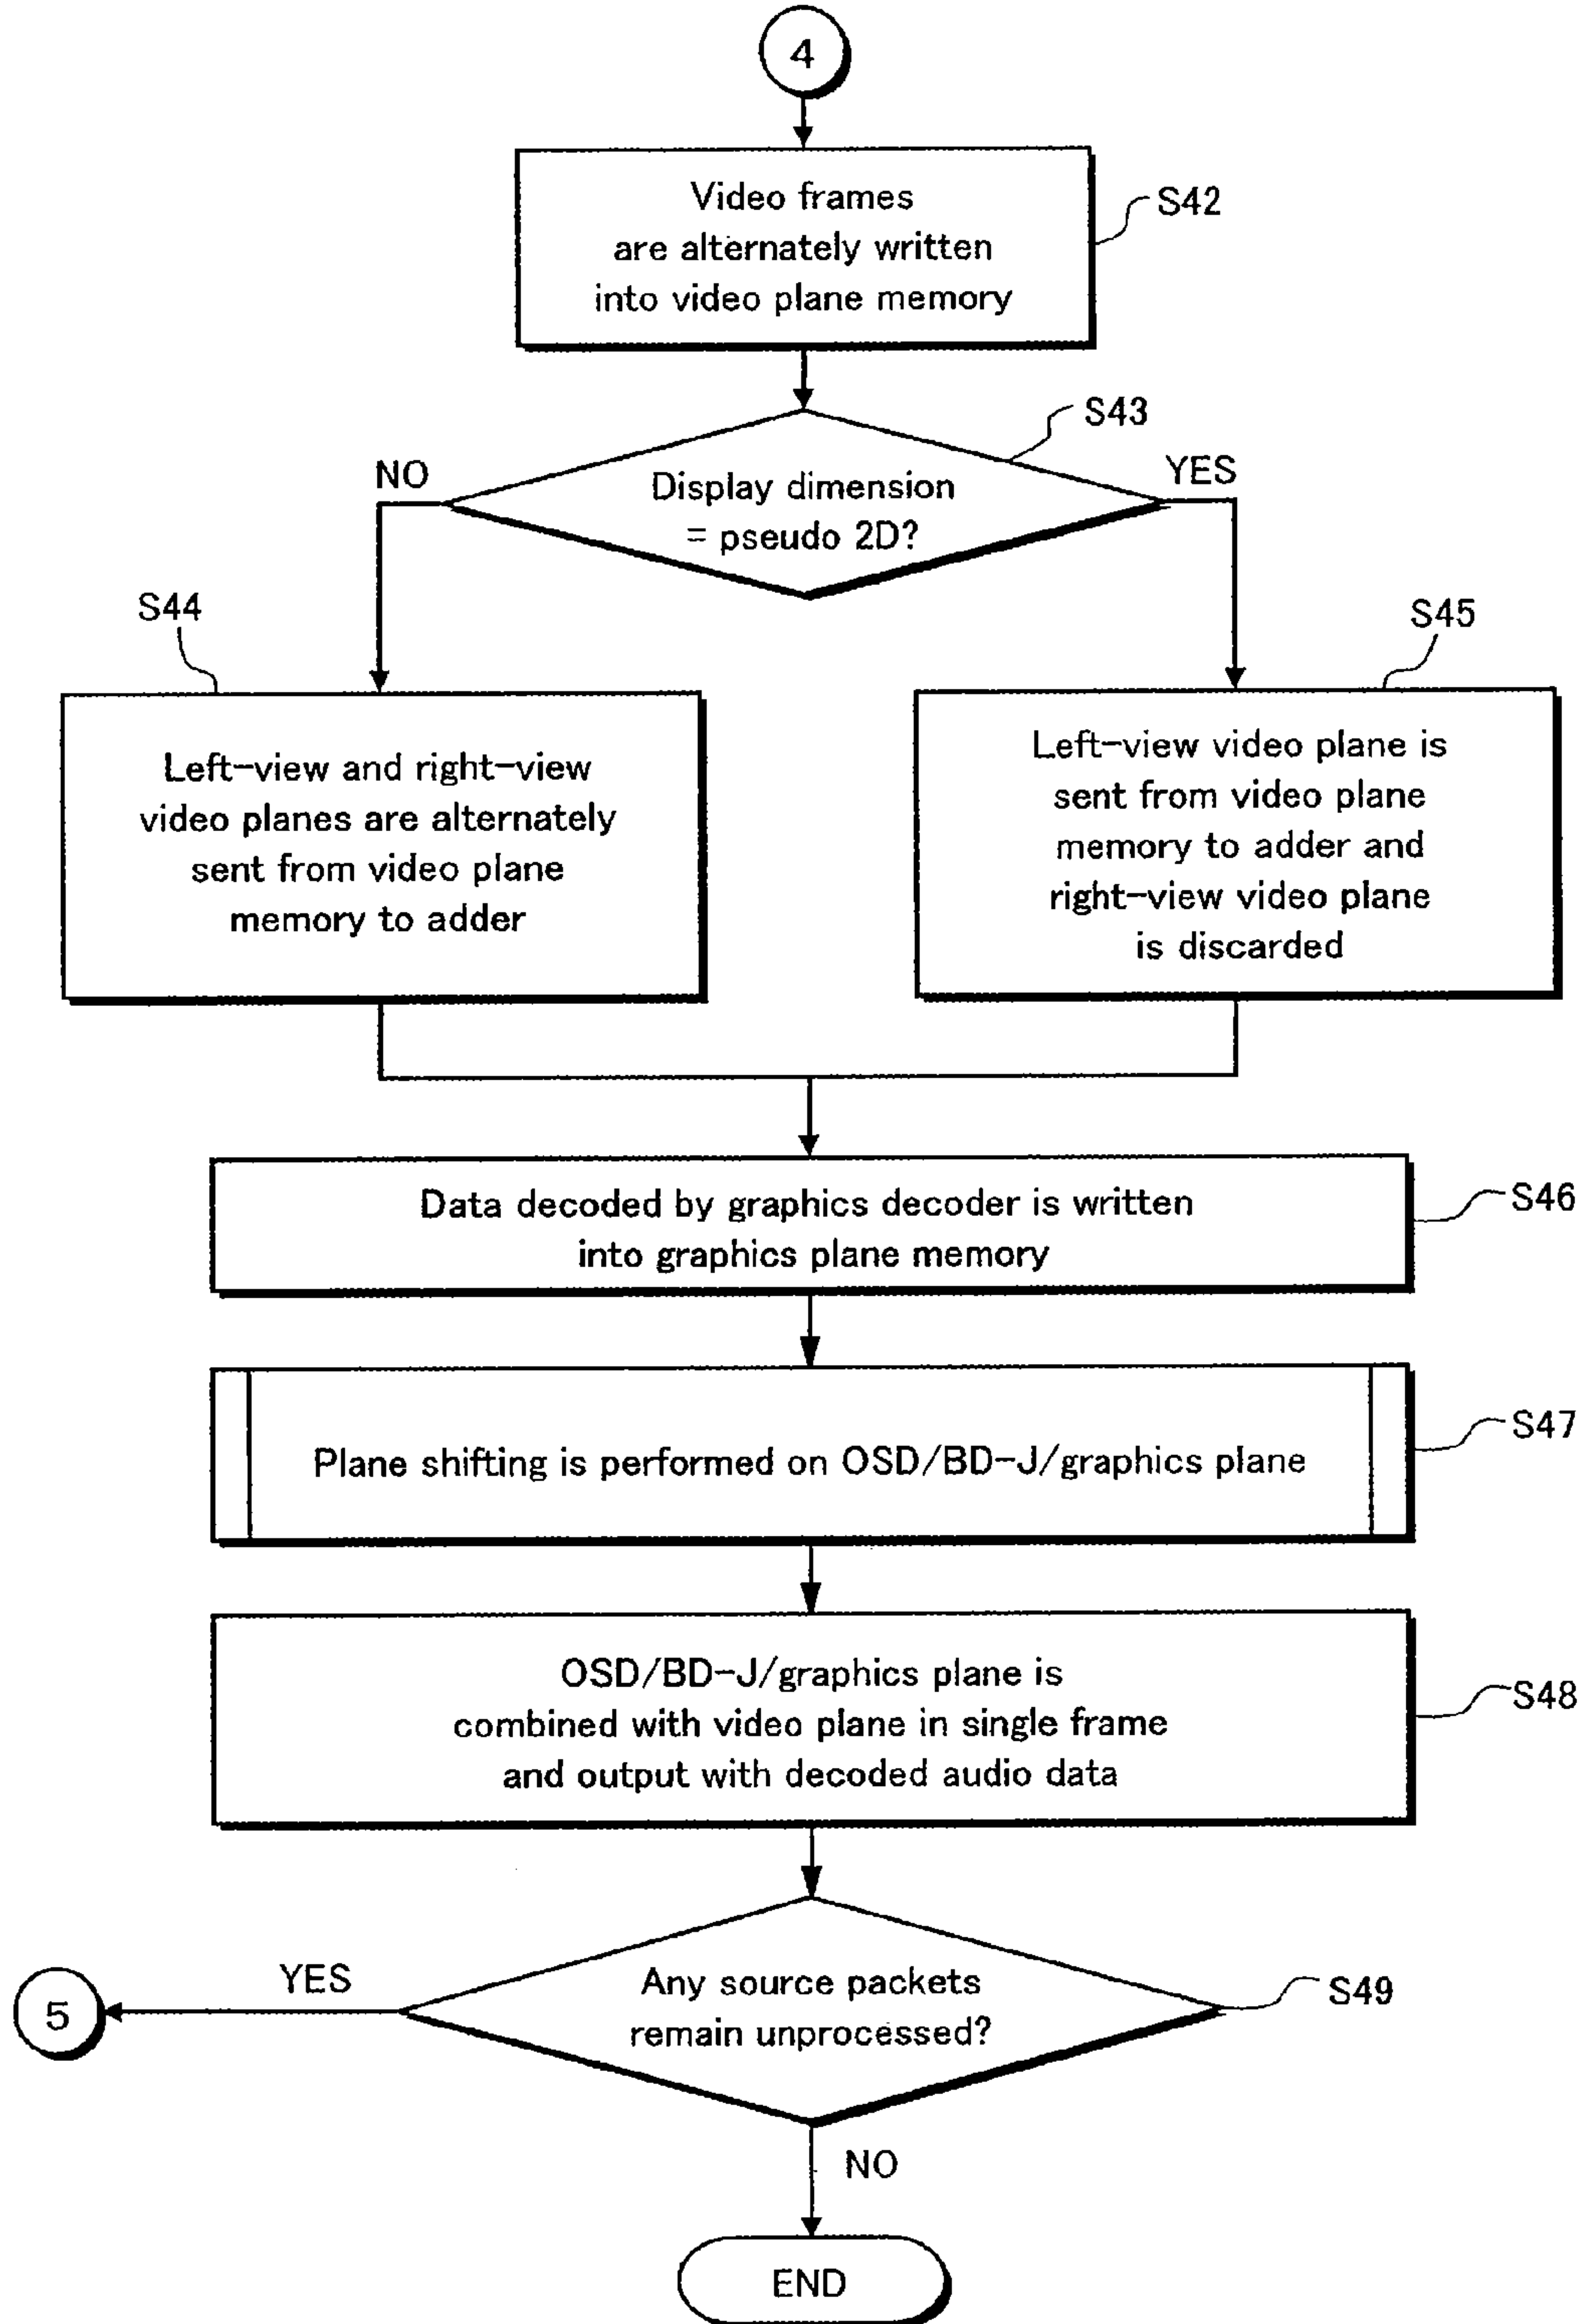 4
Video frames
are alternately written
into video plane memory
S42
S43
NO
YES
Display dimension
= pseudo 2D?
S44
S45
Left-view and right-view
video planes are alternately
sent from video plane
memory to adder
Left-view video plane is
sent from video plane
memory to adder and
right-view video plane
is discarded
Data decoded by graphics decoder is written
into graphics plane memory
S46
Plane shifting is performed on OSD/BD-J/graphics plane
S47
OSD/BD-J/graphics plane is
combined with video plane in single frame
and output with decoded audio data
S48
YES
5
Any source packets
remain unprocessed?
S49
NO
END